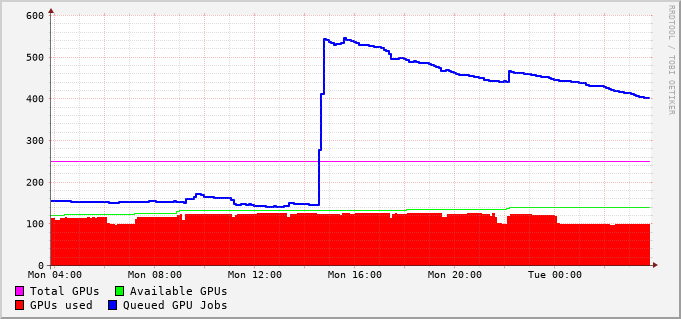 600
500
400
300
200
100
0
Mon 04:00 Mon 08:00 Mon 12:00 Mon 16:00 Mon 20:00 Tue 00:00
Total GPUs Available GPUs
GPUs used Queued GPU Jobs
RRDTOOL / TOBI OETIKER